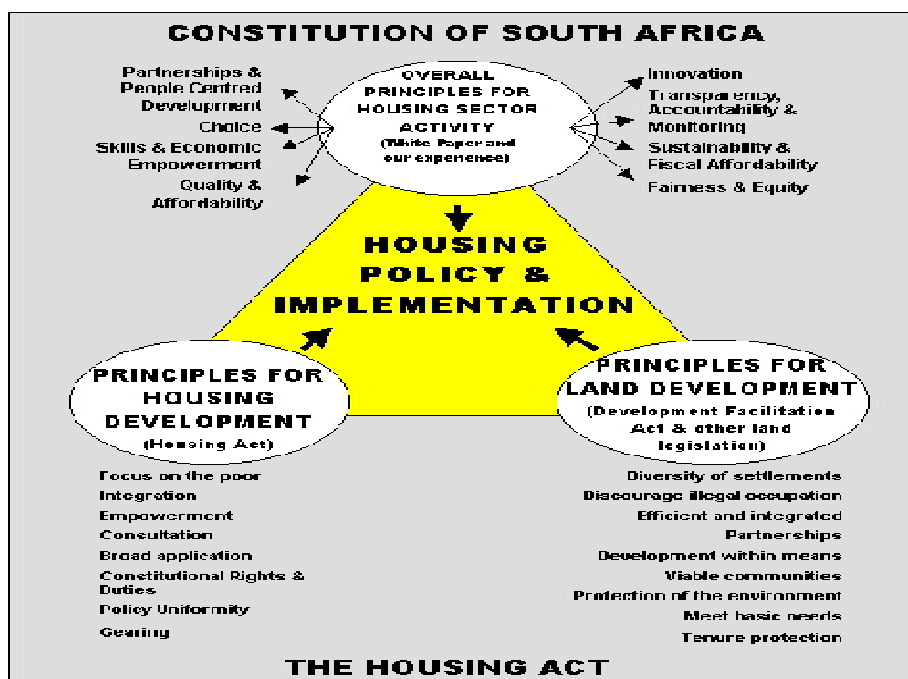 CONSTITUTION OF SOUTH AFRICA
Partnerships &
People Centred
Development
Choice
Skills & Economic
Empowerment
Quality &
Affordability
OVERALL
PRINCIPLES FOR
HOUSING SECTOR
ACTIVITY
(White Paper and
our experience)
Innovation
Transparency,
Accountability &
Monitoring
Sustainability &
Fiscal Affordability
Fairness & Equity
HOUSING
POLICY &
IMPLEMENTATION
PRINCIPLES FOR
HOUSING
DEVELOPMENT
(Housing Act)
PRINCIPLES FOR
LAND DEVELOPMENT
(Development Facilitation
Act & other land
legislation)
Focus on the poor
Integration
Empowerment
Consultation
Broad application
Constitutional Rights &
Duties
Policy Uniformity
Gearing
Diversity of settlements
Discourage illegal occupation
Efficient and integrated
Partnerships
Development within means
Viable communities
Protection of the environment
Meet basic needs
Tenure protection
THE HOUSING ACT